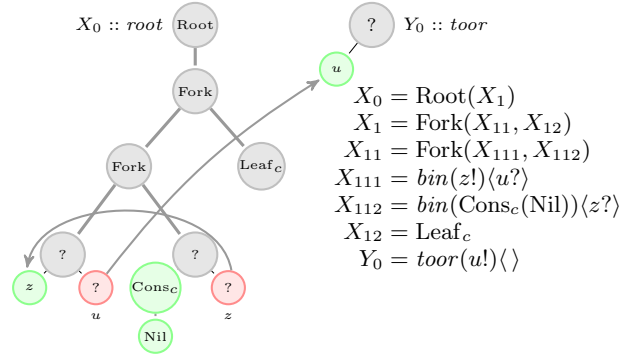 X₀ :: root
Root
?
Y₀ :: toor
u
Fork
X₀ = Root(X₁)
X₁ = Fork(X₁₁, X₁₂)
Fork
Leaf_c
X₁₁ = Fork(X₁₁₁, X₁₁₂)
X₁₁₁ = bin(z!)⟨u?⟩
X₁₁₂ = bin(Cons_c(Nil))⟨z?⟩
X₁₂ = Leaf_c
Y₀ = toor(u!)⟨ ⟩
?
?
z
?
Cons_c
?
u
z
Nil